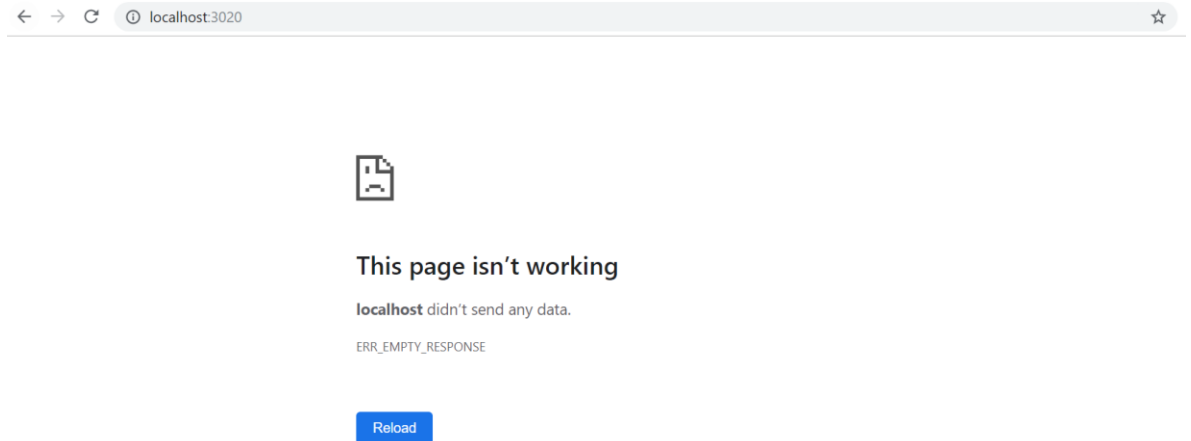 localhost:3020
This page isn’t working
localhost didn’t send any data.
ERR_EMPTY_RESPONSE
Reload